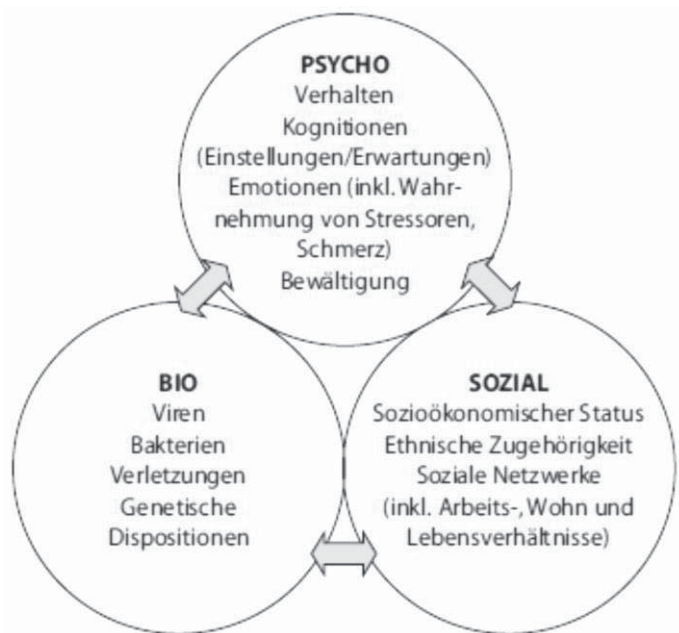 PSYCHO
Verhalten
Kognitionen
(Einstellungen/Erwartungen)
Emotionen (inkl. Wahr-
nehmung von Stressoren,
Schmerz)
Bewältigung
BIO
Viren
Bakterien
Verletzungen
Genetische
Dispositionen
SOZIAL
Sozioökonomischer Status
Ethnische Zugehörigkeit
Soziale Netzwerke
(inkl. Arbeits-, Wohn und
Lebensverhältnisse)